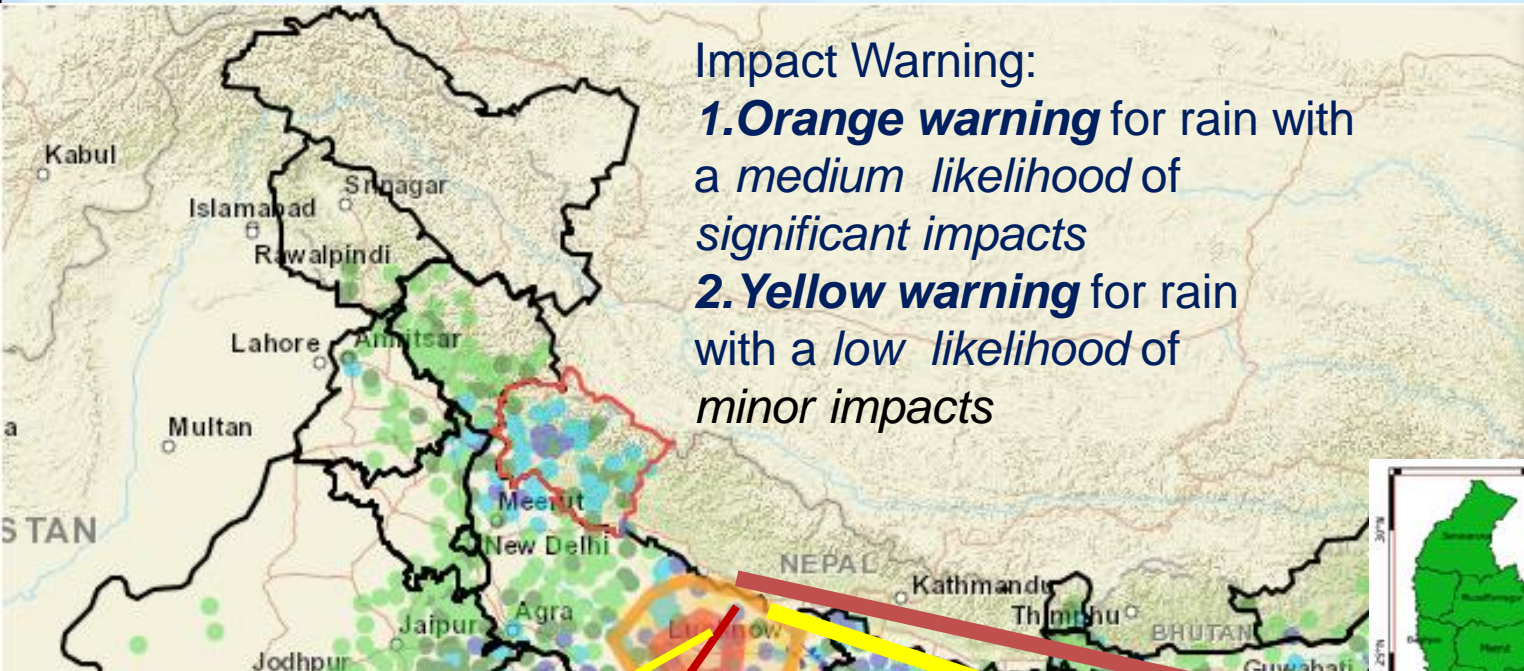 Impact Warning:
1.Orange warning for rain with
a medium likelihood of
significant impacts
2.Yellow warning for rain
with a low likelihood of
minor impacts
Kabul
Srinagar
Islamabad
Rawalpindi
Lahore
Amritsar
a
Multan
Meerut
STAN
New Delhi
NEPAL
Kathmandu
Thimphu
BHUTAN
Agra
Lucknow
Jaipur
Jodhpur
Guwahati
30°N
25°N